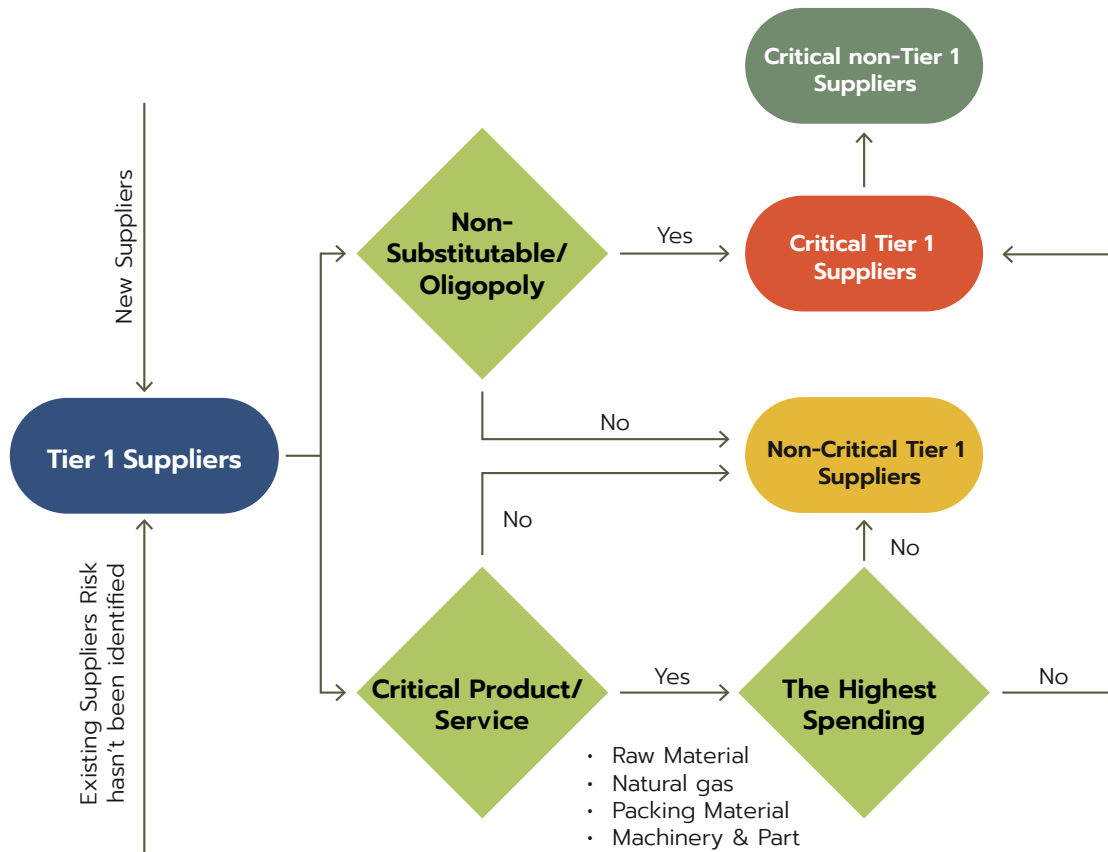 Critical non-Tier 1
Suppliers
New Suppliers
Non-
Substitutable/
Oligopoly
Yes
Critical Tier 1
Suppliers
No
Tier 1 Suppliers
Non-Critical Tier 1
Suppliers
No
No
Existing Suppliers Risk
hasn't been identified
Critical Product/
Service
Yes
The Highest
Spending
No
• Raw Material
• Natural gas
• Packing Material
• Machinery & Part